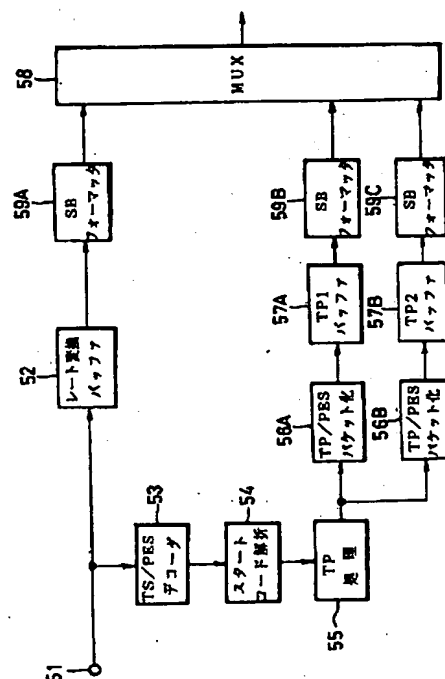 58
MUX
59A
SB
フォーマッタ
59B
SB
フォーマッタ
59C
SB
フォーマッタ
52
レート変換
バッファ
57A
TP1
バッファ
57B
TP2
バッファ
56A
TP/PES
パケット化
56B
TP/PES
パケット化
53
TS/PES
デコーダ
54
スタート
コード解析
55
TP
処理
51